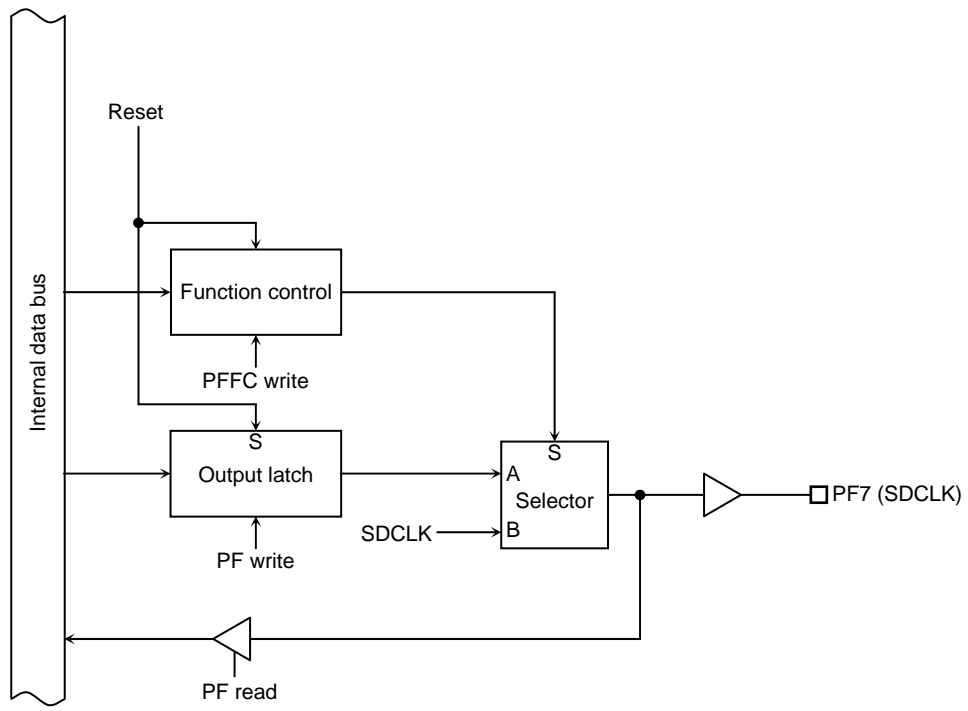 Reset
Internal data bus
Function control
PFFC write
S
Output latch
PF write
S
A
Selector
SDCLK
B
PF7 (SDCLK)
PF read